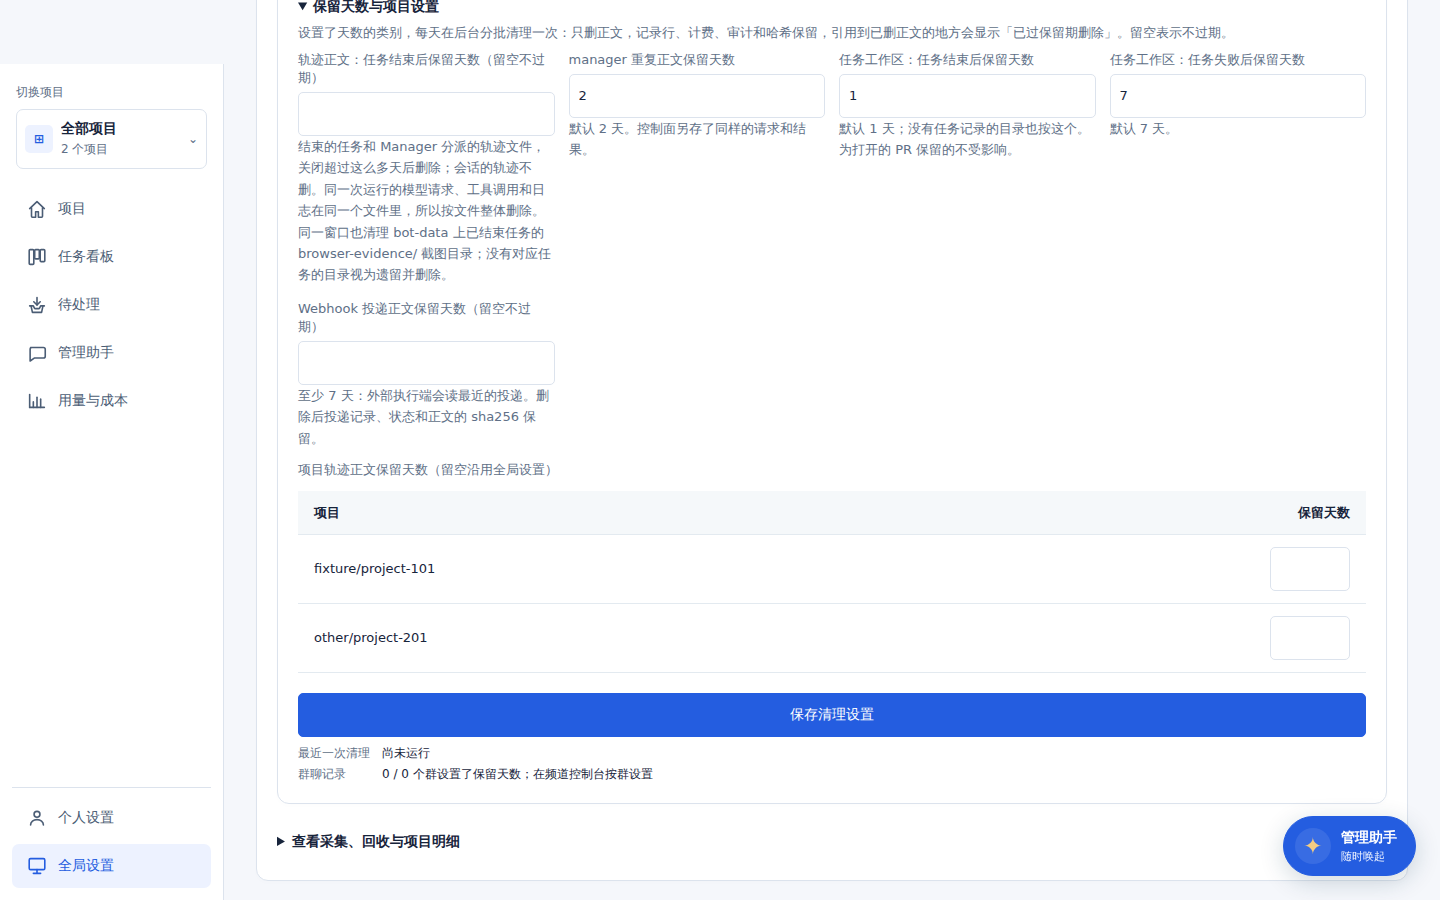 切换项目
全部项目
2 个项目
项目
任务看板
待处理
管理助手
用量与成本
个人设置
全局设置
保留天数与项目设置
设置了天数的类别，每天在后台分批清理一次：只删正文，记录行、计费、审计和哈希保留，引用到已删正文的地方会显示「已过保留期删除」。留空表示不过期。
轨迹正文：任务结束后保留天数（留空不过
期）
结束的任务和 Manager 分派的轨迹文件，
关闭超过这么多天后删除；会话的轨迹不
删。同一次运行的模型请求、工具调用和日
志在同一个文件里，所以按文件整体删除。
同一窗口也清理 bot-data 上已结束任务的
browser-evidence/ 截图目录；没有对应任
务的目录视为遗留并删除。
manager 重复正文保留天数
2
默认 2 天。控制面另存了同样的请求和结
果。
任务工作区：任务结束后保留天数
1
默认 1 天；没有任务记录的目录也按这个。
为打开的 PR 保留的不受影响。
任务工作区：任务失败后保留天数
7
默认 7 天。
Webhook 投递正文保留天数（留空不过
期）
至少 7 天：外部执行端会读最近的投递。删
除后投递记录、状态和正文的 sha256 保
留。
项目轨迹正文保留天数（留空沿用全局设置）
项目 保留天数
fixture/project-101
other/project-201
保存清理设置
最近一次清理 尚未运行
群聊记录 0 / 0 个群设置了保留天数；在频道控制台按群设置
查看采集、回收与项目明细
管理助手
随时唤起